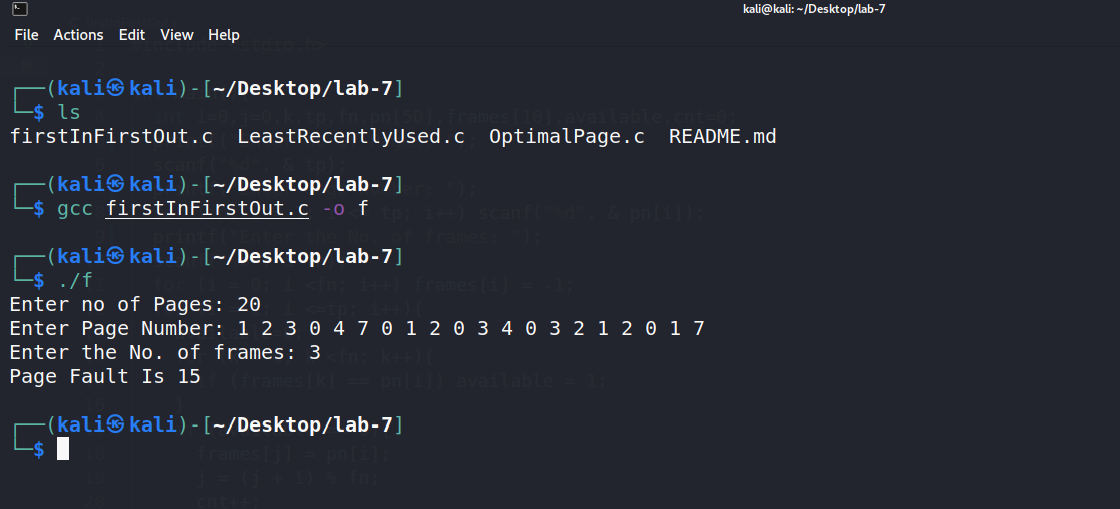 kali@kali: ~/Desktop/lab-7
File Actions Edit View Help
┌──(kali㉿kali)-[~/Desktop/lab-7]
└─$ ls
firstInFirstOut.c  LeastRecentlyUsed.c  OptimalPage.c  README.md
┌──(kali㉿kali)-[~/Desktop/lab-7]
└─$ gcc firstInFirstOut.c -o f
┌──(kali㉿kali)-[~/Desktop/lab-7]
└─$ ./f
Enter no of Pages: 20
Enter Page Number: 1 2 3 0 4 7 0 1 2 0 3 4 0 3 2 1 2 0 1 7
Enter the No. of frames: 3
Page Fault Is 15
┌──(kali㉿kali)-[~/Desktop/lab-7]
└─$